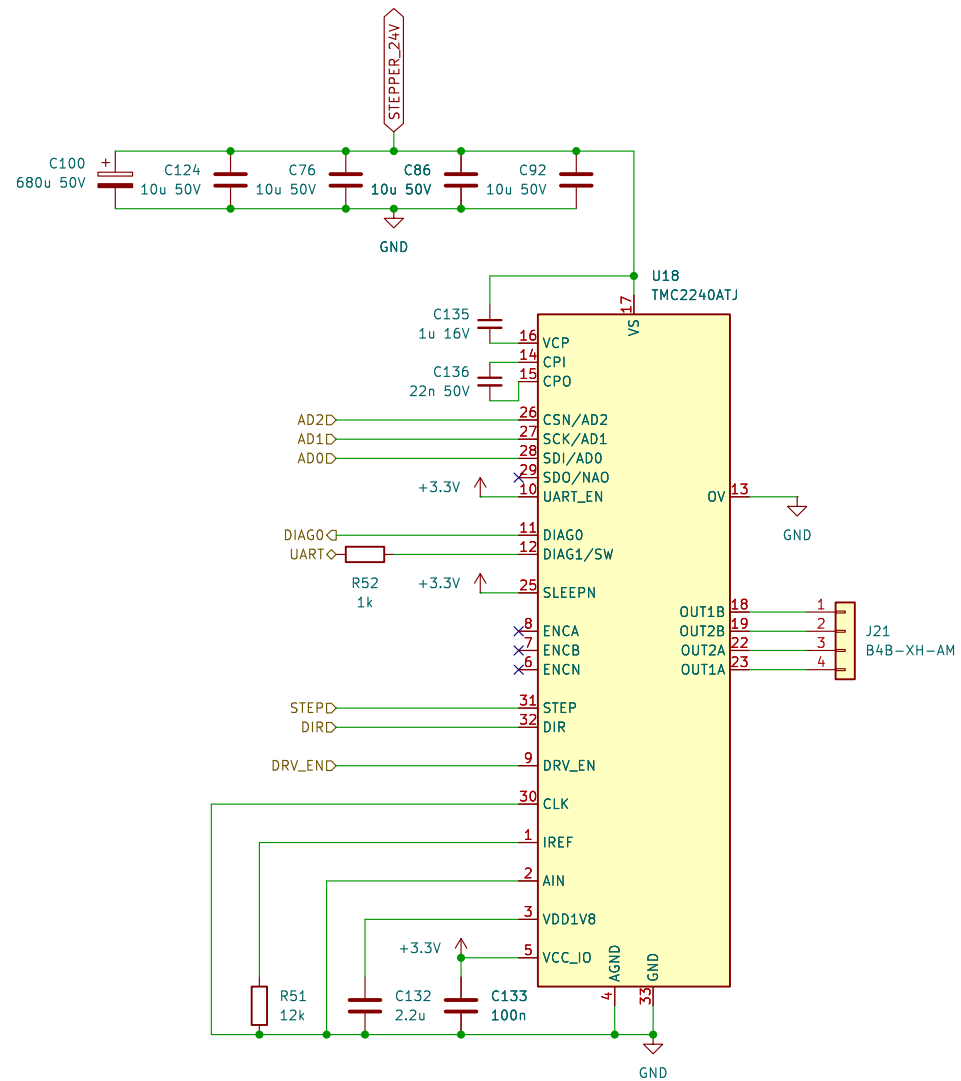 STEPPER_24V
C100
680u 50V
+
C124
10u 50V
C76
10u 50V
C86
10u 50V
C92
10u 50V
GND
U18
TMC2240ATJ
17
VS
C135
1u 16V
16 VCP
14 CPI
C136
22n 50V
15 CPO
AD2 26 CSN/AD2
AD1 27 SCK/AD1
AD0 28 SDI/AD0
29 SDO/NAO
+3.3V 10 UART_EN
OV 13
GND
DIAG0 11 DIAG0
UART 12 DIAG1/SW
R52
1k
+3.3V 25 SLEEPN
OUT1B 18 1
8 ENCA
OUT2B 19 2
J21
7 ENCB
OUT2A 22 3
B4B-XH-AM
6 ENCN
OUT1A 23 4
STEP 31 STEP
DIR 32 DIR
DRV_EN 9 DRV_EN
30 CLK
1 IREF
2 AIN
3 VDD1V8
+3.3V 5 VCC_IO
AGND
GND
4
33
R51
12k
C132
2.2u
C133
100n
GND